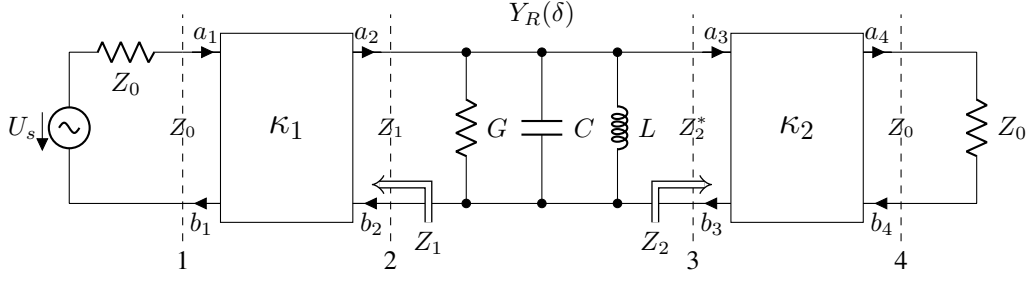 Y_R(δ)
a_1 a_2 a_3 a_4
Z_0
U_s Z_0 κ_1 Z_1 G C L Z_2^* κ_2 Z_0 Z_0
b_1 b_2 Z_1 Z_2 b_3 b_4
1 2 3 4